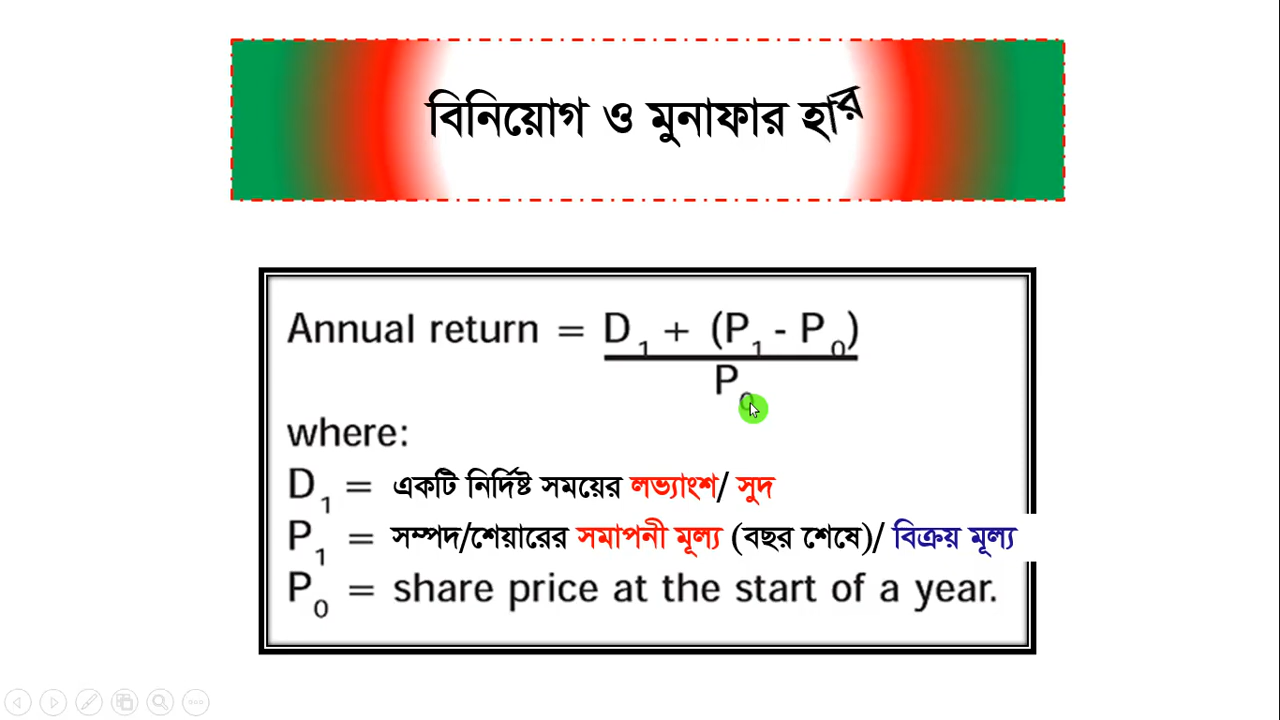 বিনিয়োগ ও মুনাফার হার
Annual return = D₁ + (P₁ - P₀)
P₀
where:
D₁ = একটি নির্দিষ্ট সময়ের লভ্যাংশ/ সুদ
P₁ = সম্পদ/শেয়ারের সমাপনী মূল্য (বছর শেষে)/ বিক্রয় মূল্য
P₀ = share price at the start of a year.